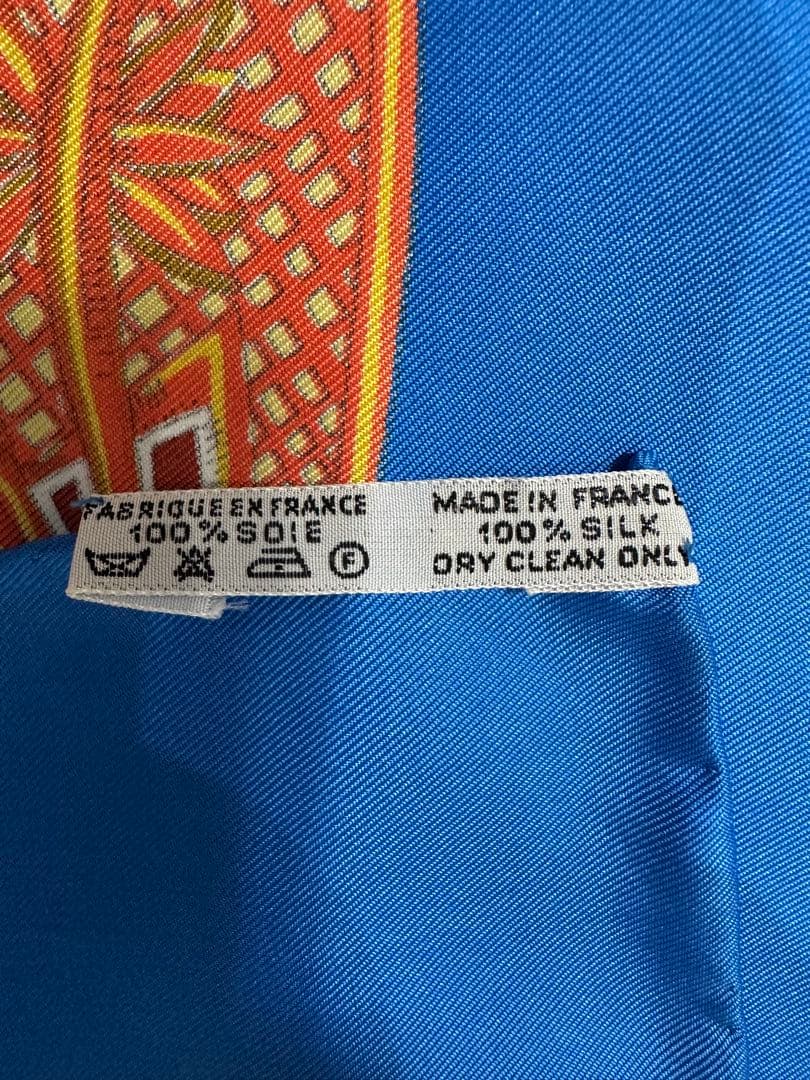 FABRIQUE EN FRANCE
100% SOIE
F
MADE IN FRANCE
100% SILK
DRY CLEAN ONLY